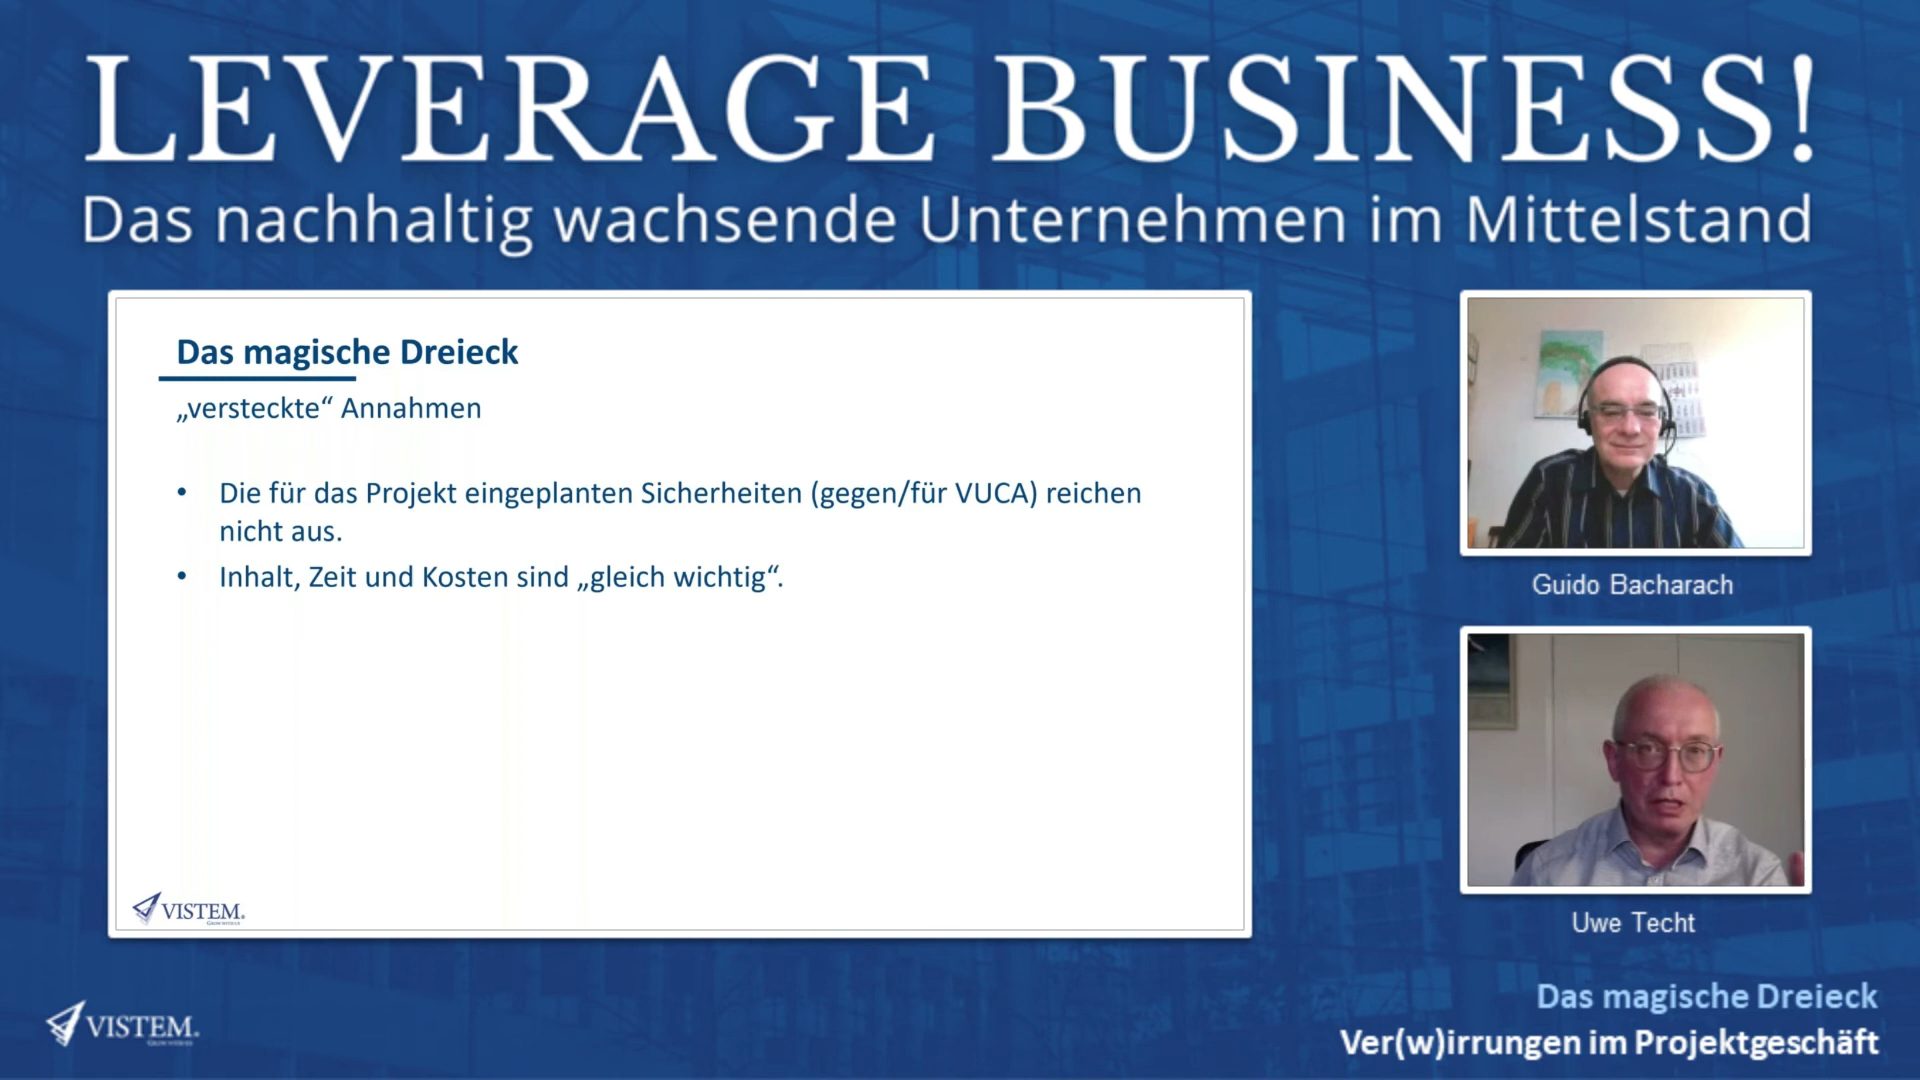 LEVERAGE BUSINESS!
Das nachhaltig wachsende Unternehmen im Mittelstand
Das magische Dreieck
„versteckte“ Annahmen
• Die für das Projekt eingeplanten Sicherheiten (gegen/für VUCA) reichen
nicht aus.
• Inhalt, Zeit und Kosten sind „gleich wichtig“.
VISTEM.
Guido Bacharach
Uwe Techt
Das magische Dreieck
Ver(w)irrungen im Projektgeschäft
VISTEM.